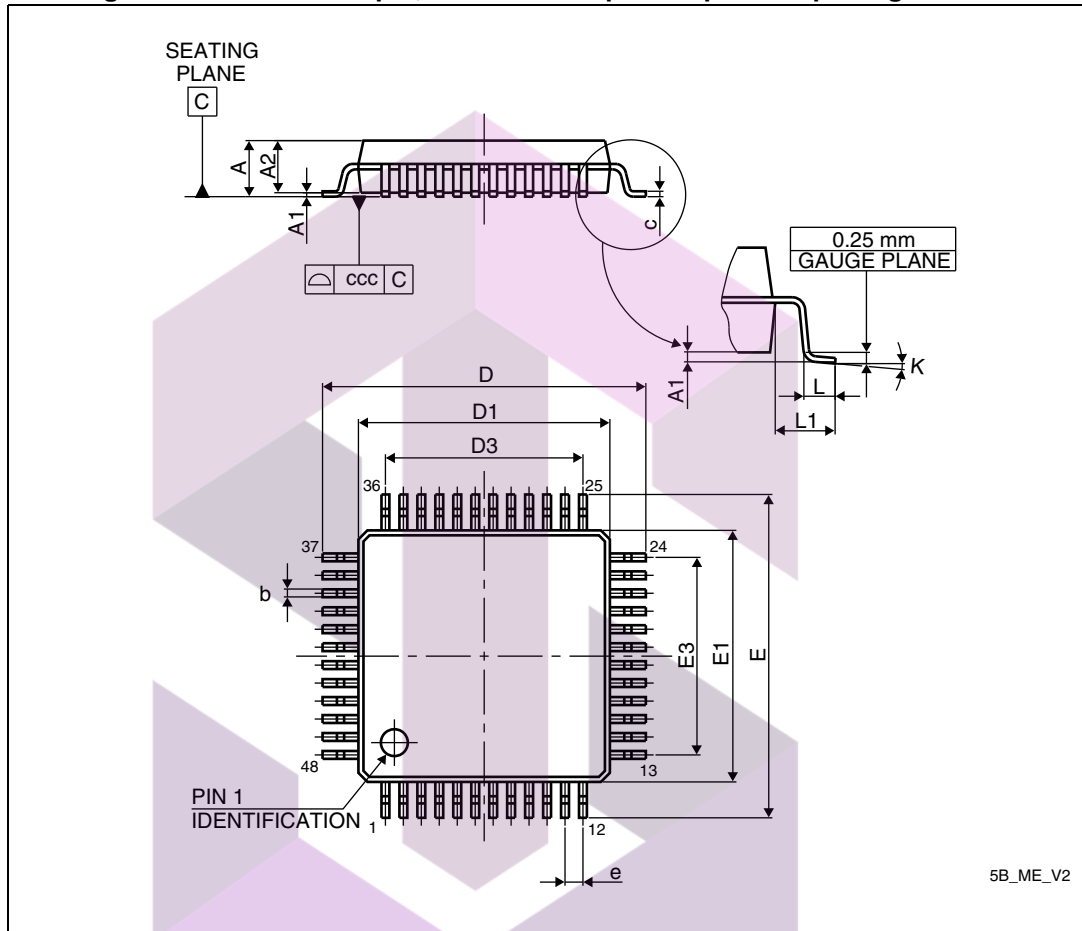 SEATING
PLANE
C
A
A2
A1
c
ccc C
0.25 mm
GAUGE PLANE
A1
K
L
L1
D
D1
D3
36
25
37
24
b
E3
E1
E
48
13
PIN 1
IDENTIFICATION
1
12
e
5B_ME_V2